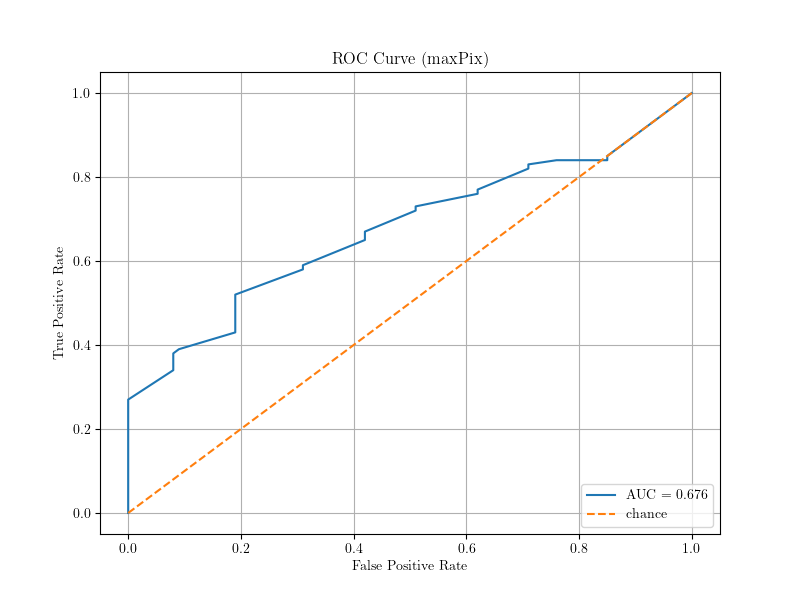 ROC Curve (maxPix)
True Positive Rate
1.0
0.8
0.6
0.4
0.2
0.0
AUC = 0.676
chance
0.0 0.2 0.4 0.6 0.8 1.0
False Positive Rate